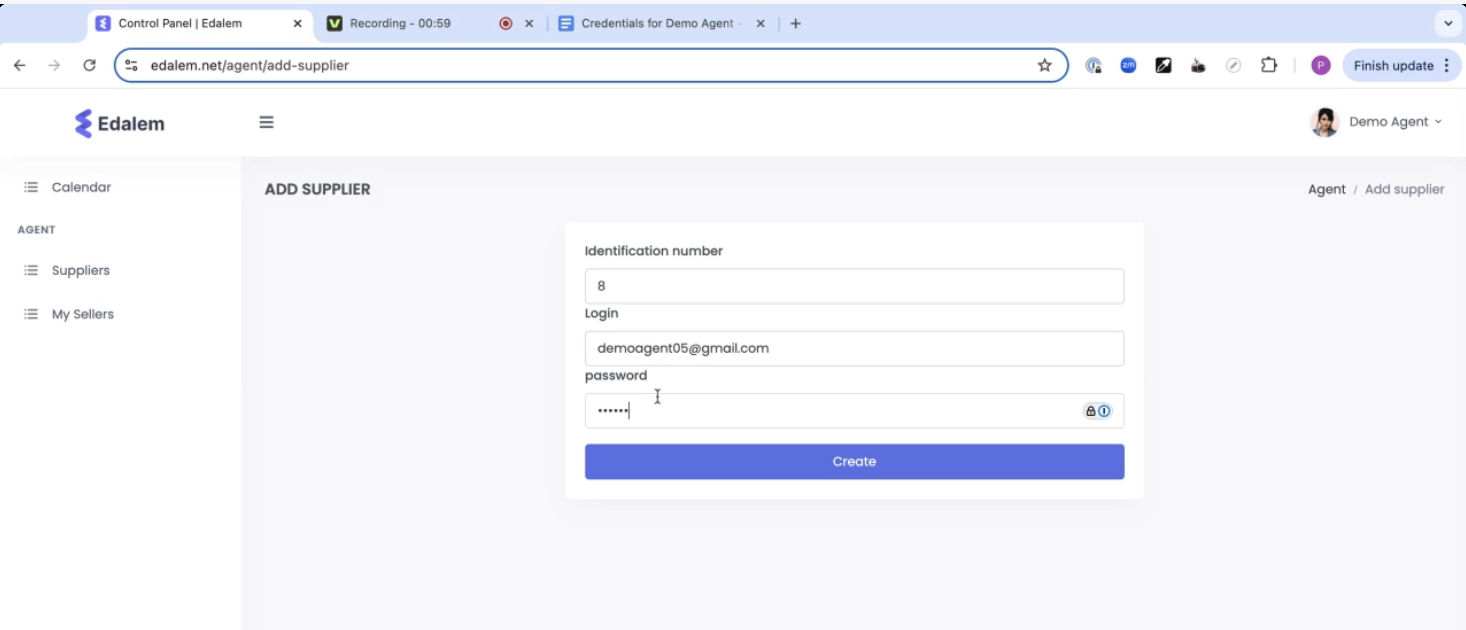 Control Panel | Edalem
Recording - 00:59
Credentials for Demo Agent -
edalem.net/agent/add-supplier
zm
P
Finish update
Edalem
Demo Agent
Calendar
ADD SUPPLIER
Agent / Add supplier
AGENT
Suppliers
My Sellers
Identification number
8
Login
demoagent05@gmail.com
password
••••••
Create